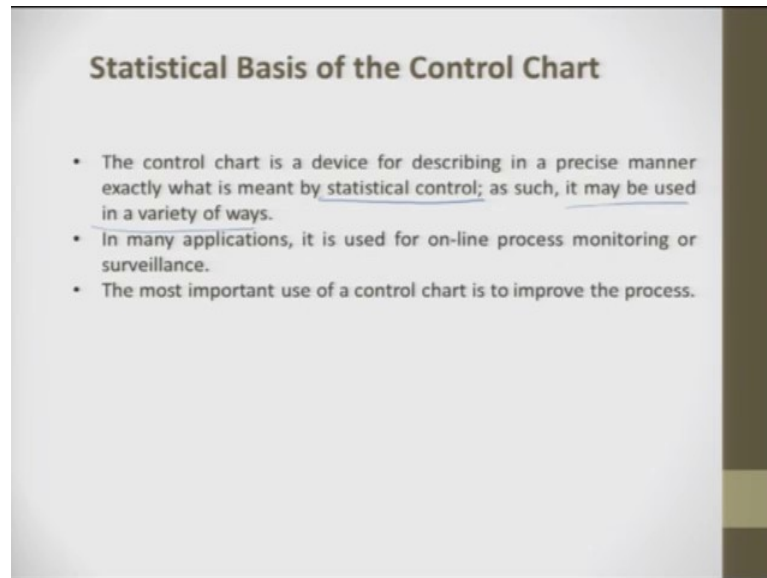 Statistical Basis of the Control Chart
• The control chart is a device for describing in a precise manner
exactly what is meant by statistical control; as such, it may be used
in a variety of ways.
• In many applications, it is used for on-line process monitoring or
surveillance.
• The most important use of a control chart is to improve the process.